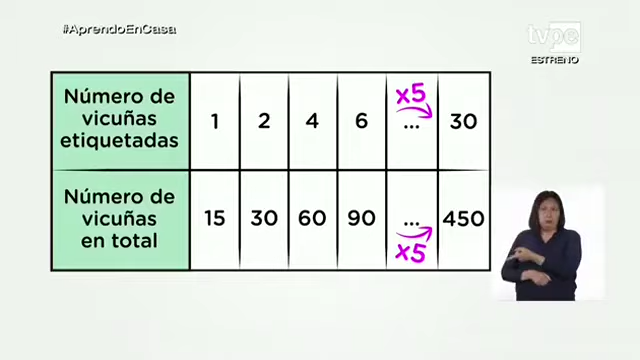 #AprendoEnCasa
tvpe
ESTRENO
Número de
vicuñas
etiquetadas
1 2 4 6 ... 30
x5
Número de
vicuñas
en total
15 30 60 90 ... 450
x5